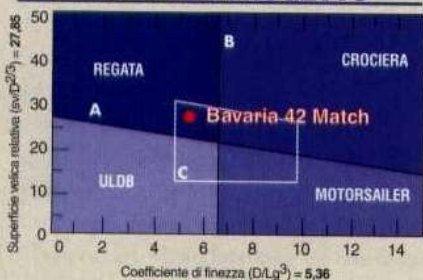 Superficie velica relativa (sv/D2/3) = 27,85
50
40
30
20
10
0
REGATA
B
CROCIERA
A
Bavaria 42 Match
ULDB
C
MOTORSAILER
0 2 4 6 8 10 12 14
Coefficiente di finezza (D/Lg3) = 5,36